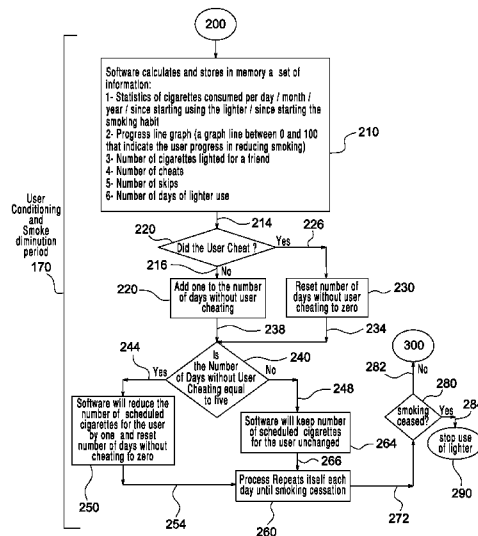 200
Software calculates and stores in memory a set of
information:
1- Statistics of cigarettes consumed per day / month /
year / since starting using the lighter / since starting the
smoking habit
2- Progress line graph (a graph line between 0 and 100
that indicate the user progress in reducing smoking)
3- Number of cigarettes lighted for a friend
4- Number of cheats
5- Number of skips
6- Number of days of lighter use
210
214
220
226
Did the User Cheat ?
Yes
216
No
User
Conditioning
and
Smoke
diminution
period
170
220
Add one to the number
of days without user
cheating
Reset number of
days without user
cheating to zero
230
238
234
244
Is
the Number
of Days without User
Cheating equal
to five
240
Yes
No
248
Software will reduce the
number of scheduled
cigarettes for the user
by one and reset
number of days without
cheating to zero
250
Software will keep number
of scheduled cigarettes
for the user unchanged
264
266
254
Process Repeats itself each
day until smoking cessation
260
272
300
282
No
280
smoking
ceased?
Yes
284
stop use
of lighter
290